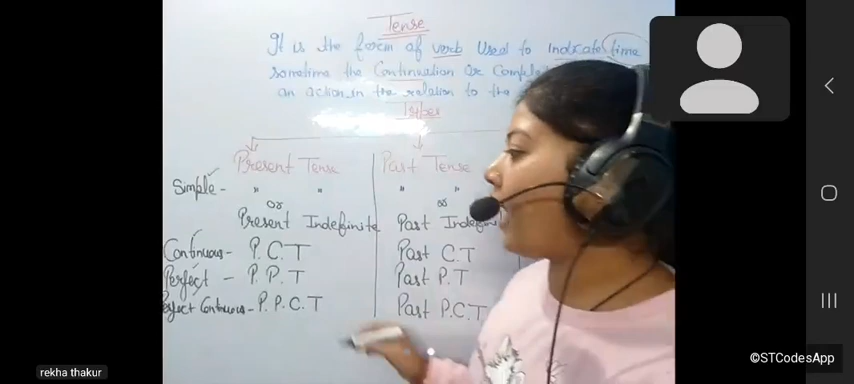 Tense
It is the form of verb used to indicate time
sometime the Continuation or
an action in the relation to the
Types
Present Tense Past Tense
Simple - " " " "
or or
Present Indefinite Past
Continuous - P.C.T Past C.T
Perfect - P.P.T Past P.T
Perfect Continuous - P.P.C.T Past P.C.T
rekha thakur
©STCodesApp